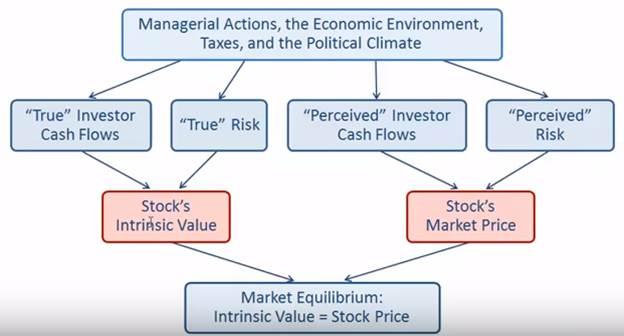 Managerial Actions, the Economic Environment,
Taxes, and the Political Climate
“True” Investor
Cash Flows
“True” Risk
“Perceived” Investor
Cash Flows
“Perceived”
Risk
Stock’s
Intrinsic Value
Stock’s
Market Price
Market Equilibrium:
Intrinsic Value = Stock Price